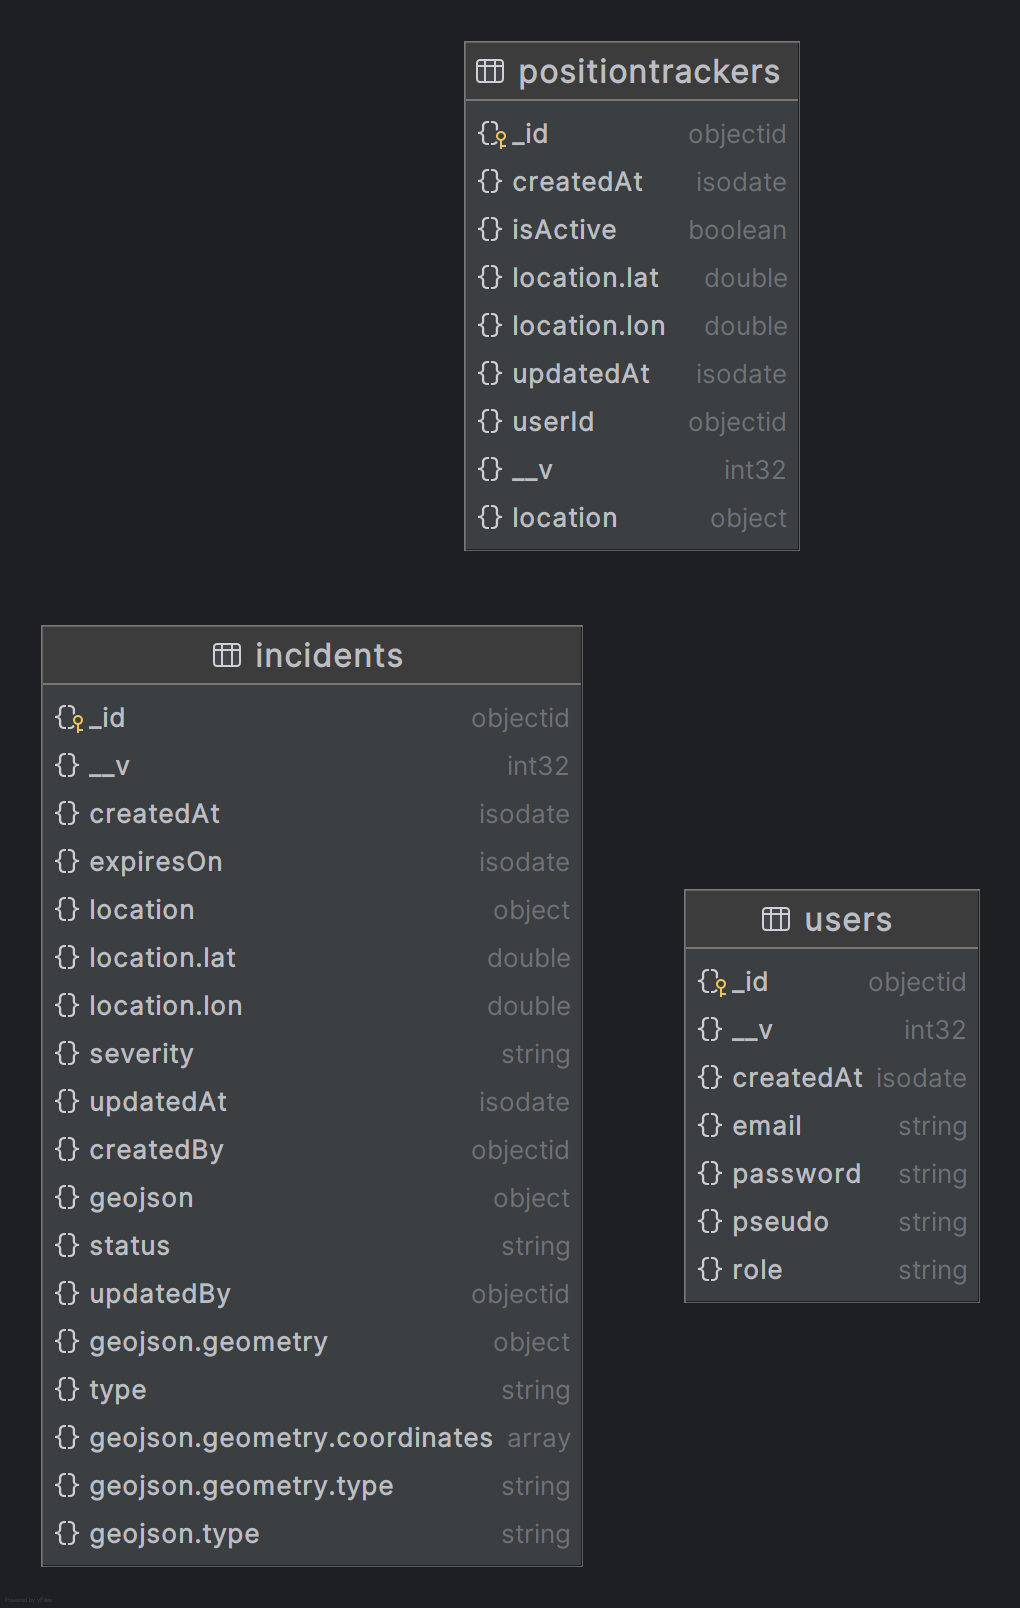 positiontrackers
_id objectid
createdAt isodate
isActive boolean
location.lat double
location.lon double
updatedAt isodate
userId objectid
__v int32
location object
incidents
_id objectid
__v int32
createdAt isodate
expiresOn isodate
location object
location.lat double
location.lon double
severity string
updatedAt isodate
createdBy objectid
geojson object
status string
updatedBy objectid
geojson.geometry object
type string
geojson.geometry.coordinates array
geojson.geometry.type string
geojson.type string
users
_id objectid
__v int32
createdAt isodate
email string
password string
pseudo string
role string
Powered by yFiles